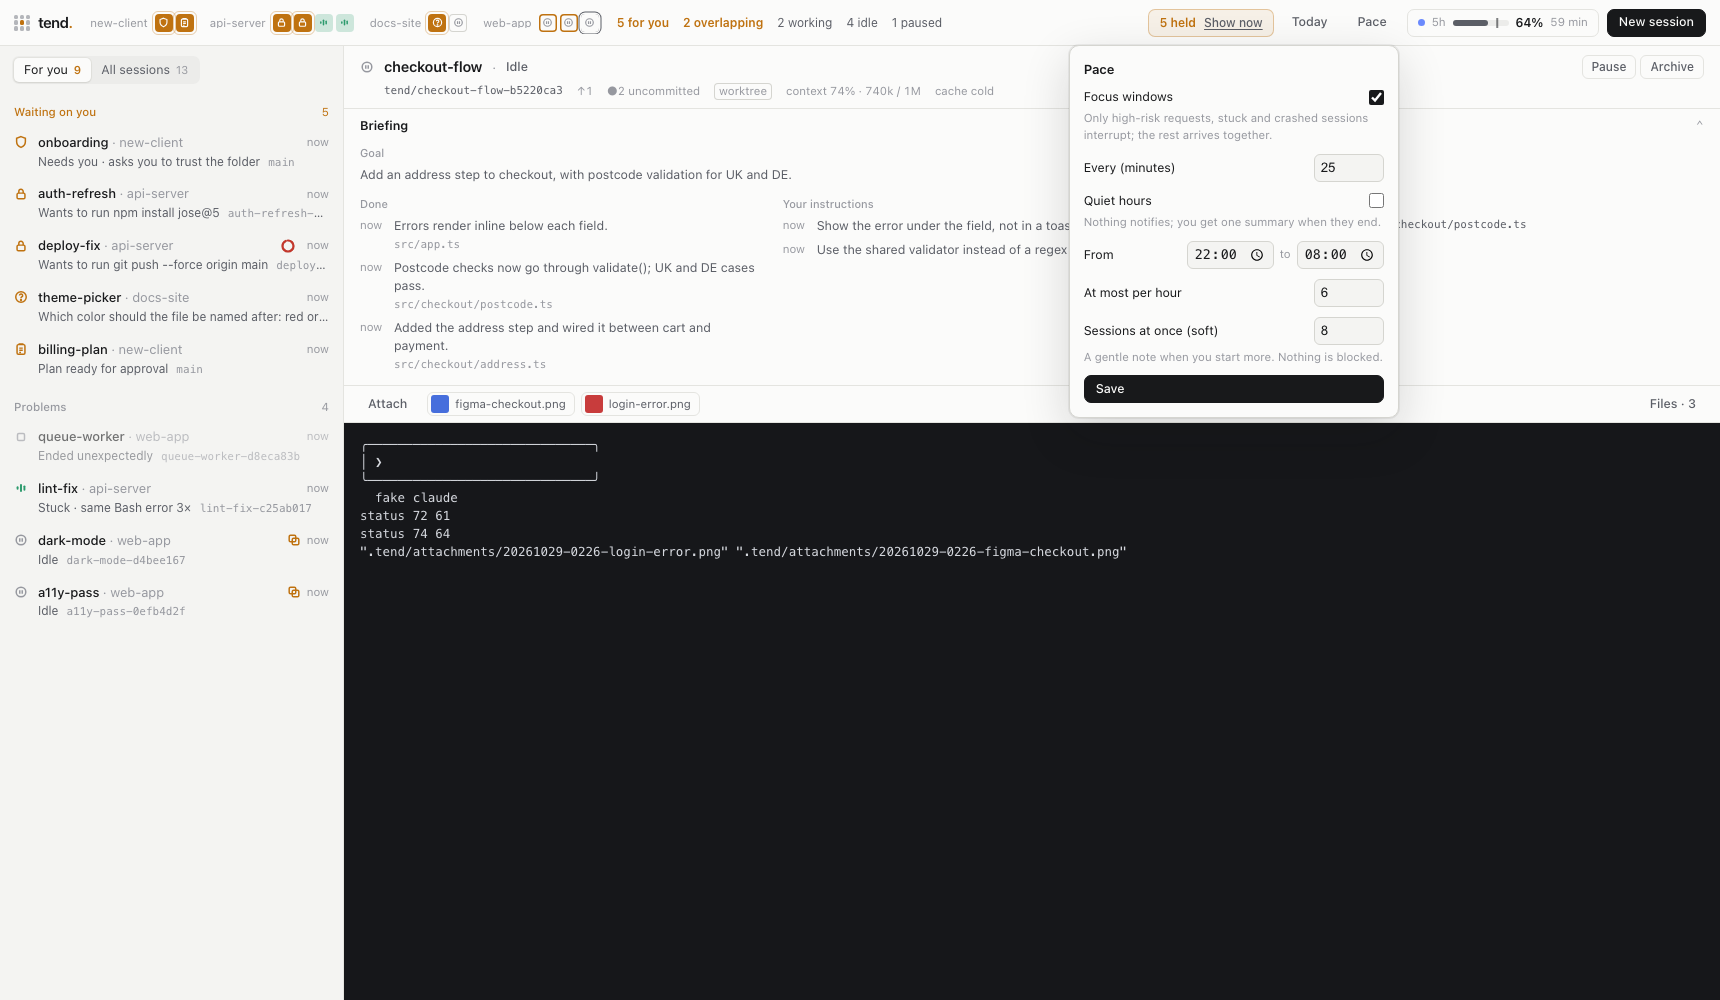 tend.
new-client
api-server
docs-site
web-app
5 for you
2 overlapping
2 working
4 idle
1 paused
5 held Show now
Today
Pace
5h
64%
59 min
New session
For you 9
All sessions 13
Waiting on you 5
onboarding · new-client now
Needs you · asks you to trust the folder main
auth-refresh · api-server now
Wants to run npm install jose@5 auth-refresh-…
deploy-fix · api-server now
Wants to run git push --force origin main deploy…
theme-picker · docs-site now
Which color should the file be named after: red or…
billing-plan · new-client now
Plan ready for approval main
Problems 4
queue-worker · web-app now
Ended unexpectedly queue-worker-d8eca83b
lint-fix · api-server now
Stuck · same Bash error 3× lint-fix-c25ab017
dark-mode · web-app now
Idle dark-mode-d4bee167
a11y-pass · web-app now
Idle a11y-pass-0efb4d2f
checkout-flow · Idle
Pause
Archive
tend/checkout-flow-b5220ca3 ↑1 ●2 uncommitted worktree context 74% · 740k / 1M cache cold
Briefing
Goal
Add an address step to checkout, with postcode validation for UK and DE.
Done
now Errors render inline below each field.
src/app.ts
now Postcode checks now go through validate(); UK and DE cases
pass.
src/checkout/postcode.ts
now Added the address step and wired it between cart and
payment.
src/checkout/address.ts
Your instructions
now Show the error under the field, not in a toas
now Use the shared validator instead of a regex
checkout/postcode.ts
Pace
Focus windows
Only high-risk requests, stuck and crashed sessions
interrupt; the rest arrives together.
Every (minutes) 25
Quiet hours
Nothing notifies; you get one summary when they end.
From 22:00 to 08:00
At most per hour 6
Sessions at once (soft) 8
A gentle note when you start more. Nothing is blocked.
Save
Attach
figma-checkout.png
login-error.png
Files · 3
❯
fake claude
status 72 61
status 74 64
".tend/attachments/20261029-0226-login-error.png" ".tend/attachments/20261029-0226-figma-checkout.png"